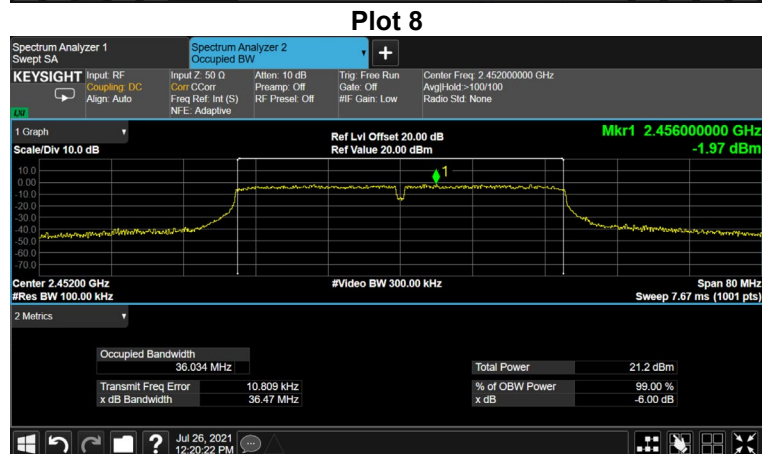 Plot 8
Spectrum Analyzer 1
Swept SA
Spectrum Analyzer 2
Occupied BW
+
KEYSIGHT
Input: RF
Coupling: DC
Align: Auto
Input Z: 50 Ω
Corr CCorr
Freq Ref: Int (S)
NFE: Adaptive
Atten: 10 dB
Preamp: Off
RF Presel: Off
Trig: Free Run
Gate: Off
#IF Gain: Low
Center Freq: 2.452000000 GHz
Avg|Hold:>100/100
Radio Std: None
LXI
1 Graph
Scale/Div 10.0 dB
Ref Lvl Offset 20.00 dB
Ref Value 20.00 dBm
Mkr1 2.456000000 GHz
-1.97 dBm
1
10.0
0.00
-10.0
-20.0
-30.0
-40.0
-50.0
-60.0
-70.0
Center 2.45200 GHz
#Res BW 100.00 kHz
#Video BW 300.00 kHz
Span 80 MHz
Sweep 7.67 ms (1001 pts)
2 Metrics
Occupied Bandwidth
36.034 MHz
Total Power 21.2 dBm
Transmit Freq Error 10.809 kHz
% of OBW Power 99.00 %
x dB Bandwidth 36.47 MHz
x dB -6.00 dB
?
Jul 26, 2021
12:20:22 PM